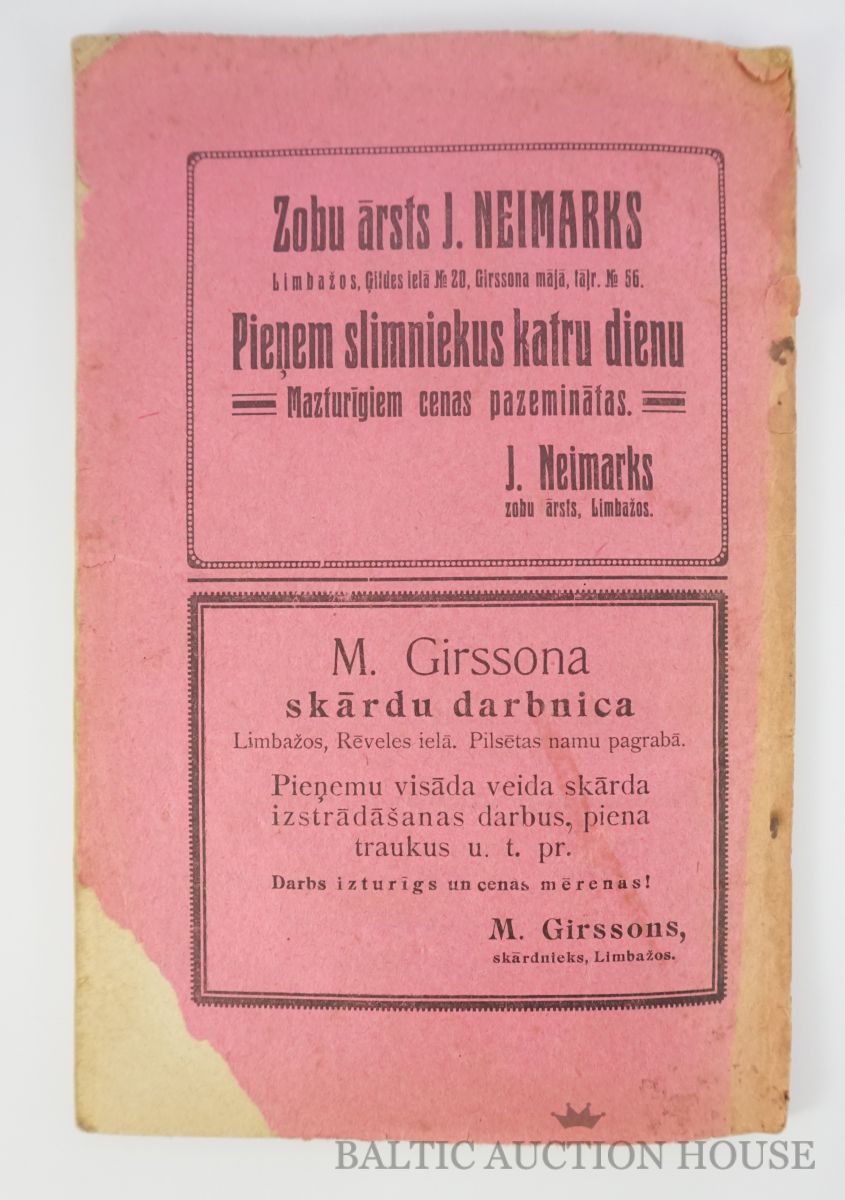 Zobu ārsts J. NEIMARKS
Limbažos, Ģildes ielā № 20, Girssona mājā, tāļr. № 56.
Pieņem slimniekus katru dienu
Mazturīgiem cenas pazeminātas.
J. Neimarks
zobu ārsts, Limbažos.
M. Girssona
skārdu darbnica
Limbažos, Rēveles ielā. Pilsētas namu pagrabā.
Pieņemu visāda veida skārda
izstrādāšanas darbus, piena
traukus u. t. pr.
Darbs izturīgs un cenas mērenas!
M. Girssons,
skārdnieks, Limbažos.
BALTIC AUCTION HOUSE